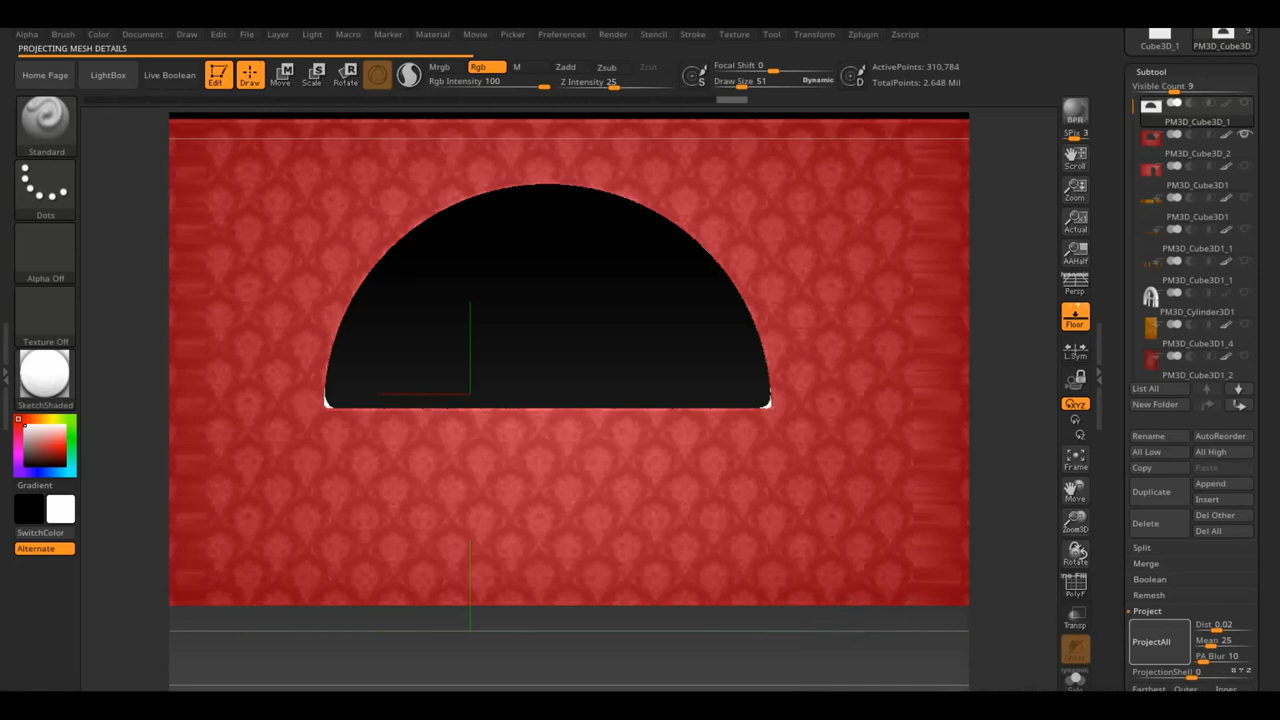 Alpha Brush Color Document Draw Edit File Layer Light Macro Marker Material Movie Picker Preferences Render Stencil Stroke Texture Tool Transform Zplugin Zscript
PROJECTING MESH DETAILS
Cube3D_1 PM3D_Cube3D_
9
Home Page LightBox Live Boolean Edit Draw Move Scale Rotate
Mrgb Rgb M Zadd Zsub Zcut
Rgb Intensity 100 Z Intensity 25
Focal Shift 0
Draw Size 51 Dynamic
S D
ActivePoints: 310,784
TotalPoints: 2.648 Mil
Standard
Dots
Alpha Off
Texture Off
SketchShaded
Gradient
SwitchColor
Alternate
BPR
SPix 3
Scroll
Zoom
Actual
AAHalf
Dynamic
Persp
Floor
L.Sym
XYZ
Y
Z
Frame
Move
Zoom3D
Rotate
PolyF
Transp
Ghost
Solo
Subtool
Visible Count 9
PM3D_Cube3D_1
PM3D_Cube3D_2
PM3D_Cube3D1
PM3D_Cube3D1
PM3D_Cube3D1_1
PM3D_Cube3D1_1
PM3D_Cylinder3D1
PM3D_Cube3D1_4
PM3D_Cube3D1_2
List All
New Folder
Rename AutoReorder
All Low All High
Copy Paste
Duplicate Append
Insert
Delete Del Other
Del All
Split
Merge
Boolean
Remesh
Project
ProjectAll Dist 0.02
Mean 25
PA Blur 10
ProjectionShell 0 X Y Z
Farthest Outer Inner